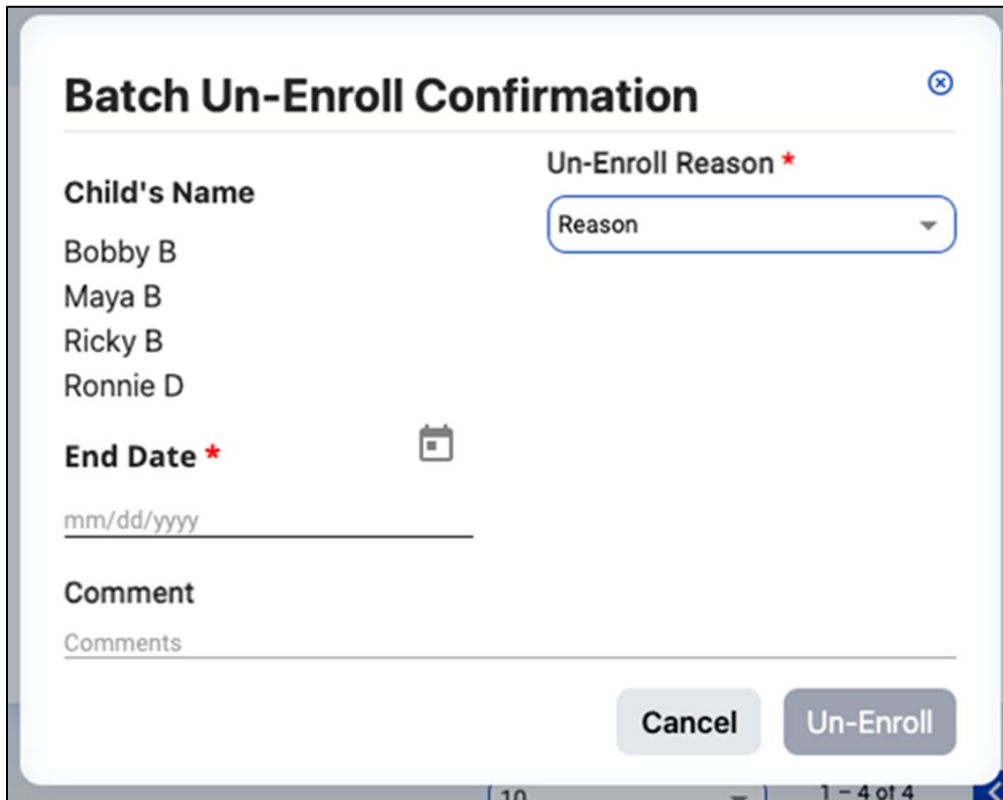 Batch Un-Enroll Confirmation
Un-Enroll Reason *
Child's Name
Reason
Bobby B
Maya B
Ricky B
Ronnie D
End Date *
mm/dd/yyyy
Comment
Comments
Cancel
Un-Enroll
10
1 – 4 of 4